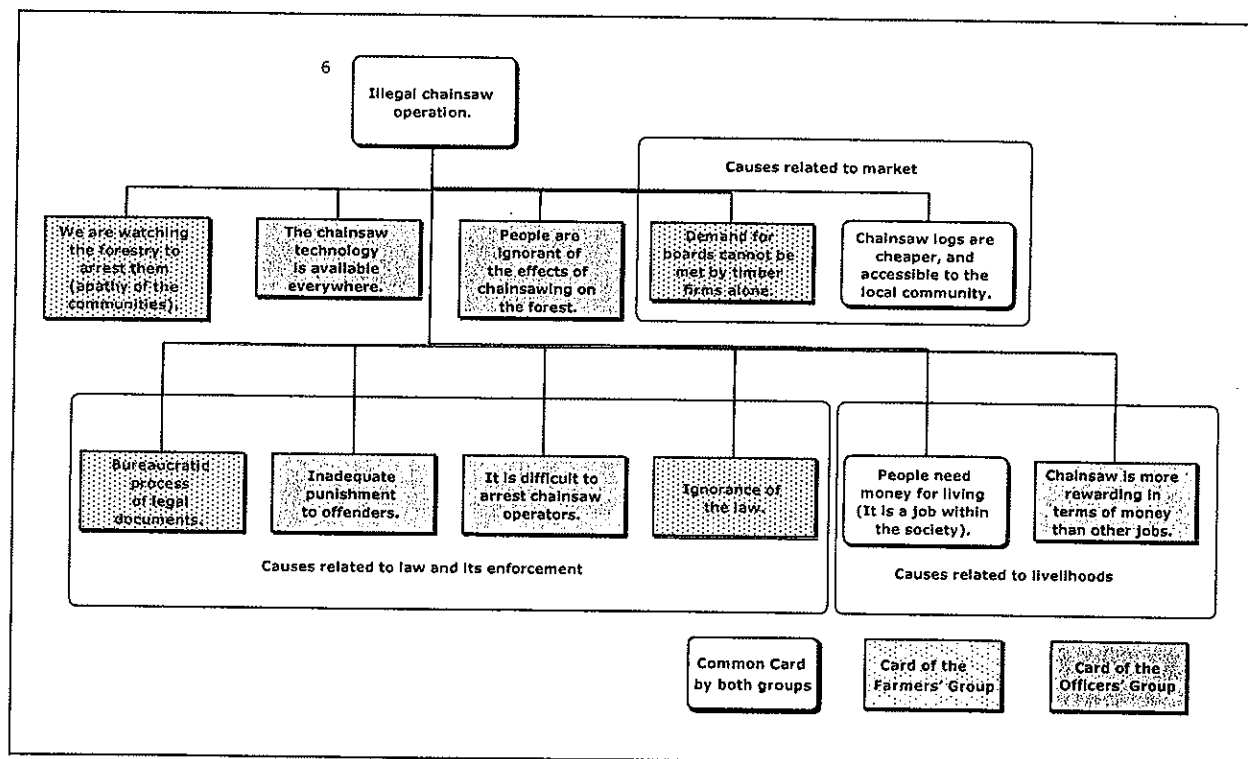 6
Illegal chainsaw
operation.
Causes related to market
We are watching
the forestry to
arrest them
(apathy of the
communities).
The chainsaw
technology
is available
everywhere.
People are
ignorant of
the effects of
chainsawing on
the forest.
Demand for
boards cannot be
met by timber
firms alone.
Chainsaw logs are
cheaper, and
accessible to the
local community.
Bureaucratic
process
of legal
documents.
Inadequate
punishment
to offenders.
It is difficult to
arrest chainsaw
operators.
Ignorance of
the law.
People need
money for living
(It is a job within
the society).
Chainsaw is more
rewarding in
terms of money
than other jobs.
Causes related to law and its enforcement
Causes related to livelihoods
Common Card
by both groups
Card of the
Farmers' Group
Card of the
Officers' Group